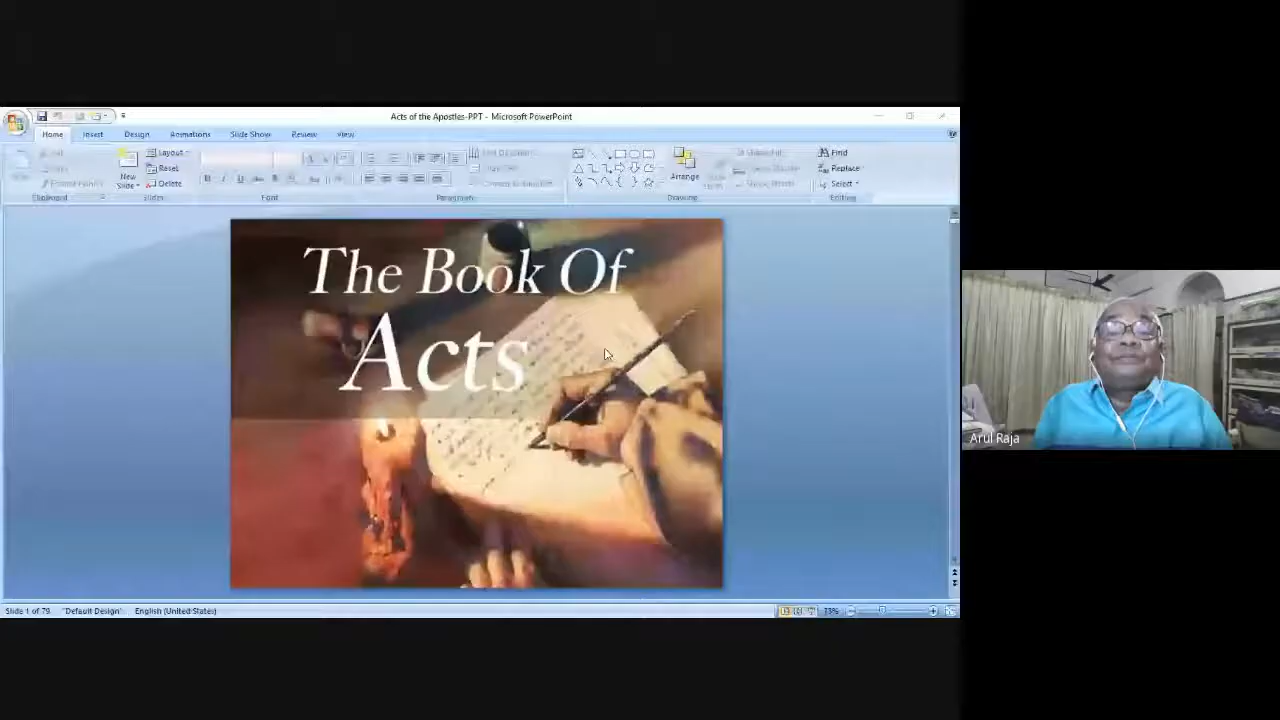 Acts of the Apostles-PPT - Microsoft PowerPoint
Home Insert Design Animations Slide Show Review View
New
Slide
Layout
Reset
Delete
Slides
Font
Paragraph
Arrange
Drawing
Find
Replace
Select
Editing
Clipboard
The Book Of
Acts
Arul Raja
Slide 1 of 79 "Default Design" English (United States) 73%